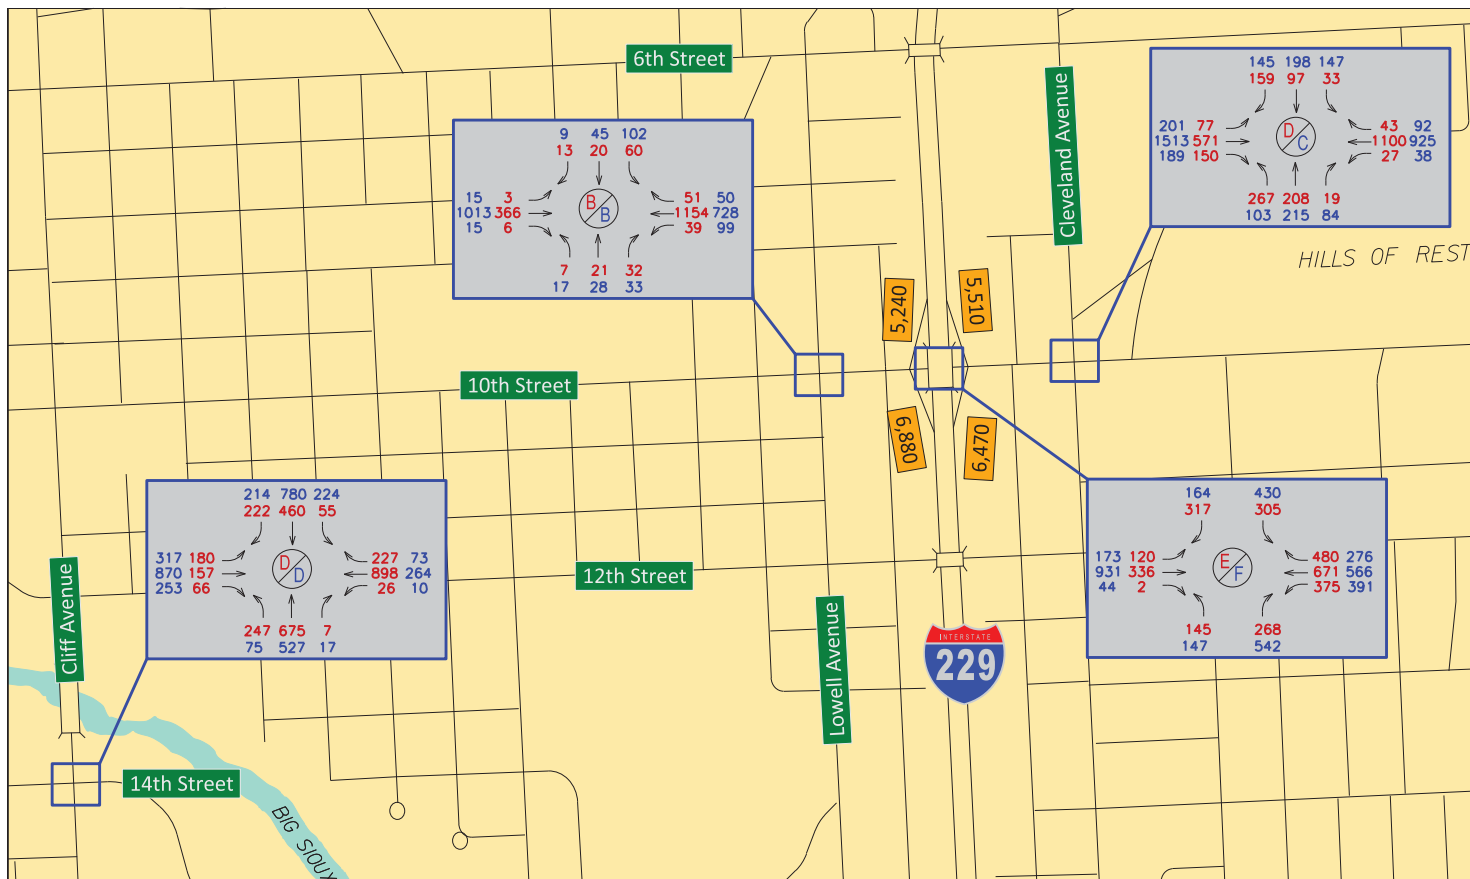 6th Street
Cleveland Avenue
145 198 147
159 97 33
201 77
1513 571
189 150
D
C
43 92
1100 925
27 38
267 208 19
103 215 84
9 45 102
13 20 60
15 3
1013 366
15 6
B
B
51 50
1154 728
39 99
7 21 32
17 28 33
HILLS OF REST
5,240
5,510
10th Street
6,880
6,470
214 780 224
222 460 55
317 180
870 157
253 66
D
D
227 73
898 264
26 10
247 675 7
75 527 17
164 430
317 305
173 120
931 336
44 2
E
F
480 276
671 566
375 391
145 268
147 542
12th Street
Cliff Avenue
Lowell Avenue
INTERSTATE
229
14th Street
BIG SIOUX